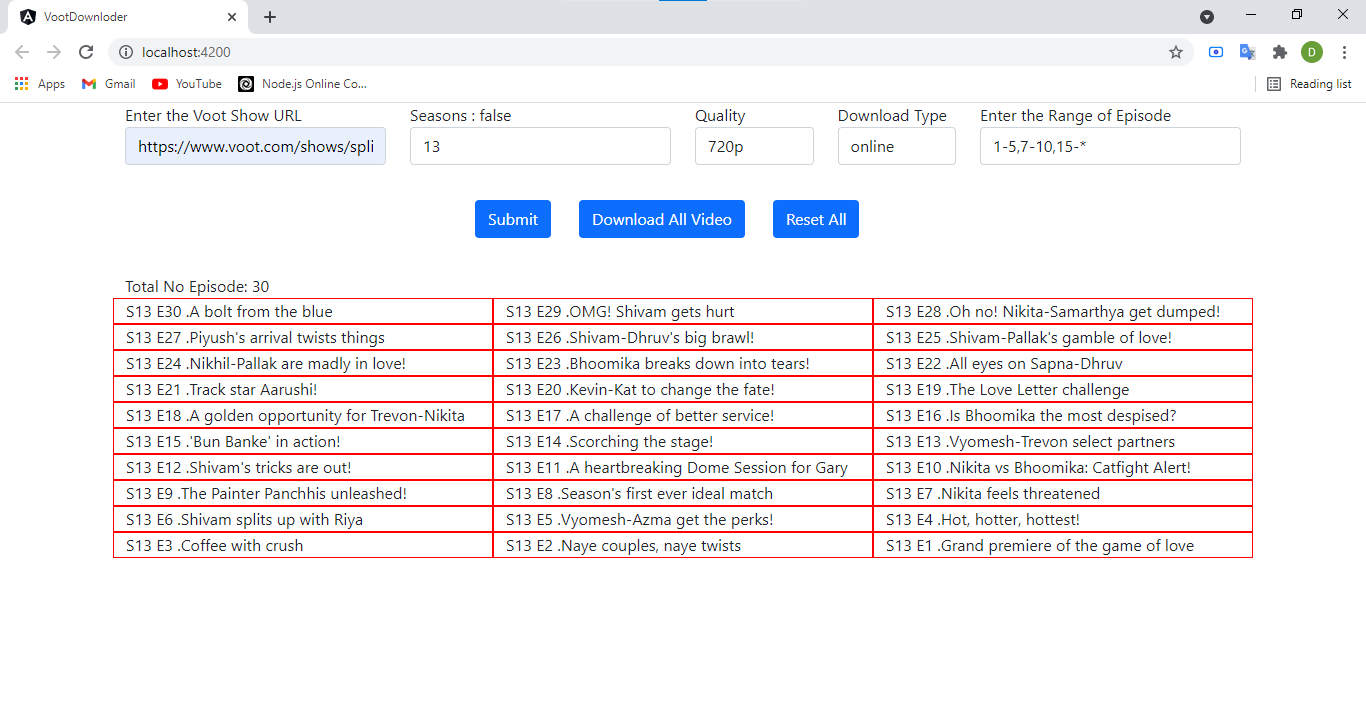 VootDownloder
localhost:4200
D
Apps Gmail YouTube Node.js Online Co... Reading list
Enter the Voot Show URL Seasons : false Quality Download Type Enter the Range of Episode
https://www.voot.com/shows/spli 13 720p online 1-5,7-10,15-*
Submit Download All Video Reset All
Total No Episode: 30
S13 E30 .A bolt from the blue S13 E29 .OMG! Shivam gets hurt S13 E28 .Oh no! Nikita-Samarthya get dumped!
S13 E27 .Piyush's arrival twists things S13 E26 .Shivam-Dhruv's big brawl! S13 E25 .Shivam-Pallak's gamble of love!
S13 E24 .Nikhil-Pallak are madly in love! S13 E23 .Bhoomika breaks down into tears! S13 E22 .All eyes on Sapna-Dhruv
S13 E21 .Track star Aarushi! S13 E20 .Kevin-Kat to change the fate! S13 E19 .The Love Letter challenge
S13 E18 .A golden opportunity for Trevon-Nikita S13 E17 .A challenge of better service! S13 E16 .Is Bhoomika the most despised?
S13 E15 .'Bun Banke' in action! S13 E14 .Scorching the stage! S13 E13 .Vyomesh-Trevon select partners
S13 E12 .Shivam's tricks are out! S13 E11 .A heartbreaking Dome Session for Gary S13 E10 .Nikita vs Bhoomika: Catfight Alert!
S13 E9 .The Painter Panchhis unleashed! S13 E8 .Season's first ever ideal match S13 E7 .Nikita feels threatened
S13 E6 .Shivam splits up with Riya S13 E5 .Vyomesh-Azma get the perks! S13 E4 .Hot, hotter, hottest!
S13 E3 .Coffee with crush S13 E2 .Naye couples, naye twists S13 E1 .Grand premiere of the game of love